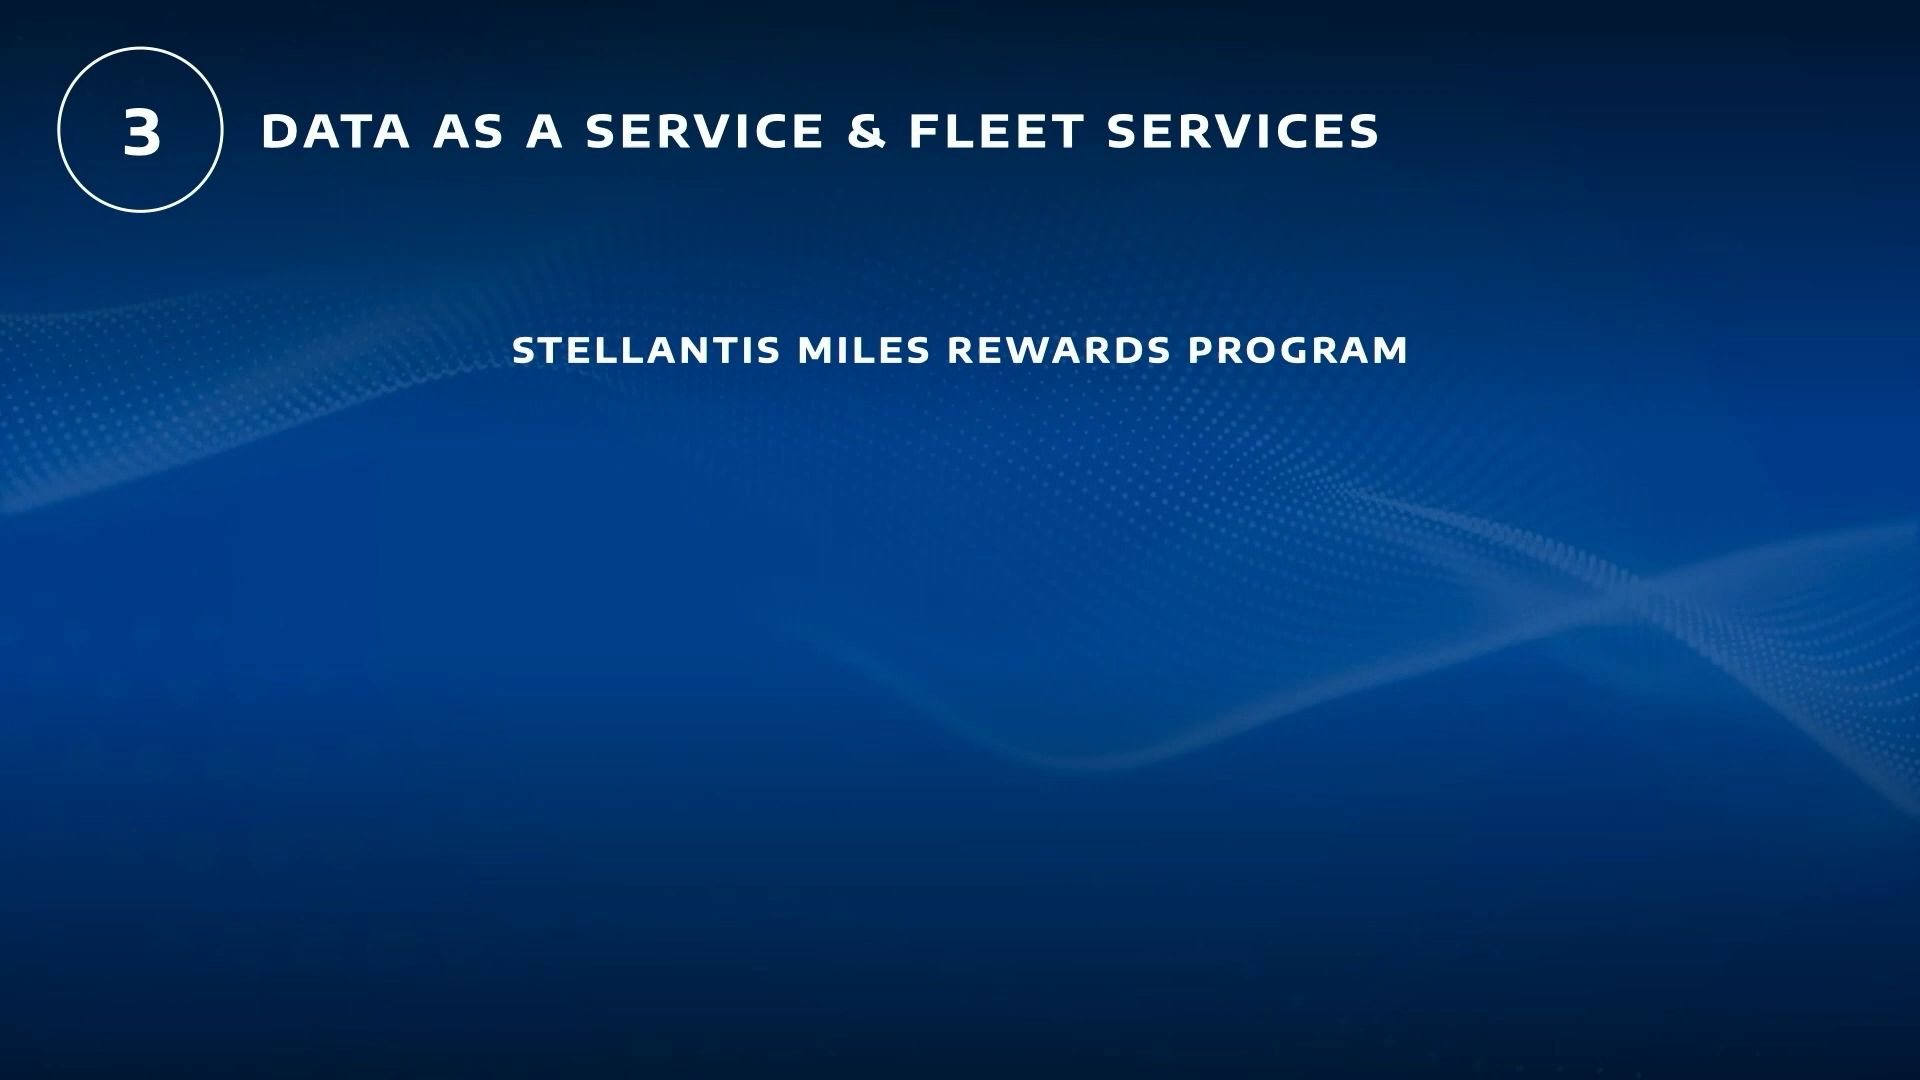 3
DATA AS A SERVICE & FLEET SERVICES
STELLANTIS MILES REWARDS PROGRAM